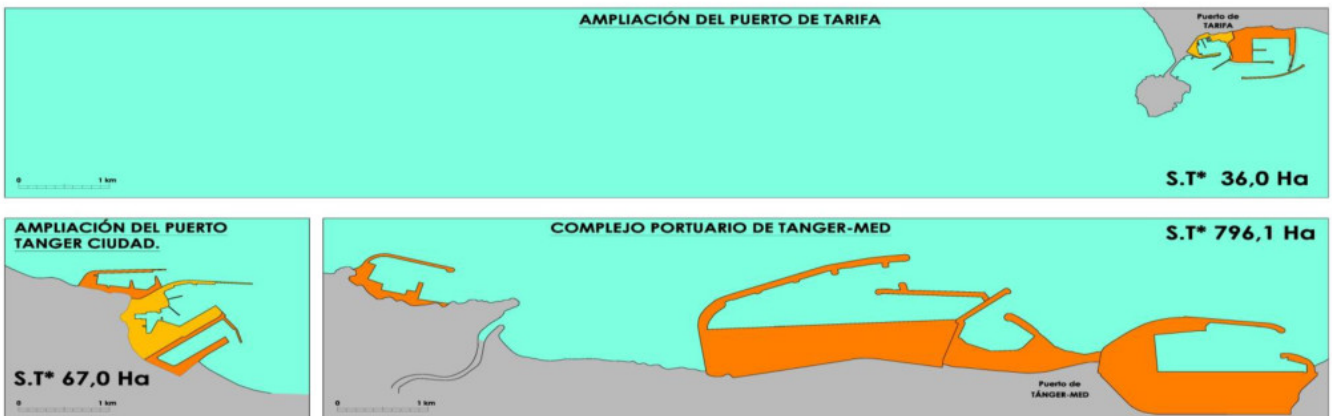 AMPLIACIÓN DEL PUERTO DE TARIFA
Puerto de
TARIFA
0 1 km
S.T* 36,0 Ha
AMPLIACIÓN DEL PUERTO
TANGER CIUDAD.
S.T* 67,0 Ha
0 1 km
COMPLEJO PORTUARIO DE TANGER-MED
S.T* 796,1 Ha
Puerto de
TÁNGER-MED
0 1 km